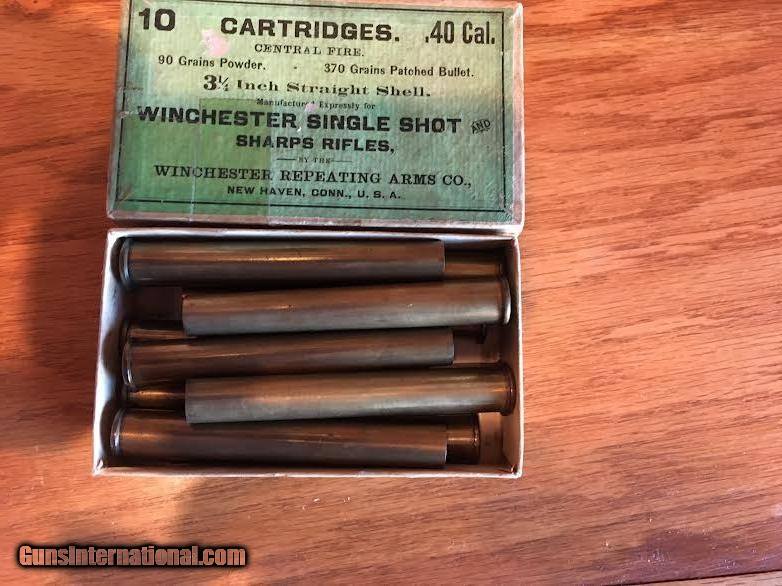 10 CARTRIDGES. .40 Cal.
CENTRAL FIRE.
90 Grains Powder. - 370 Grains Patched Bullet.
3¼ Inch Straight Shell.
Manufactured Expressly for
WINCHESTER SINGLE SHOT AND
SHARPS RIFLES,
BY THE
WINCHESTER REPEATING ARMS CO.,
NEW HAVEN, CONN., U. S. A.
GunsInternational.com